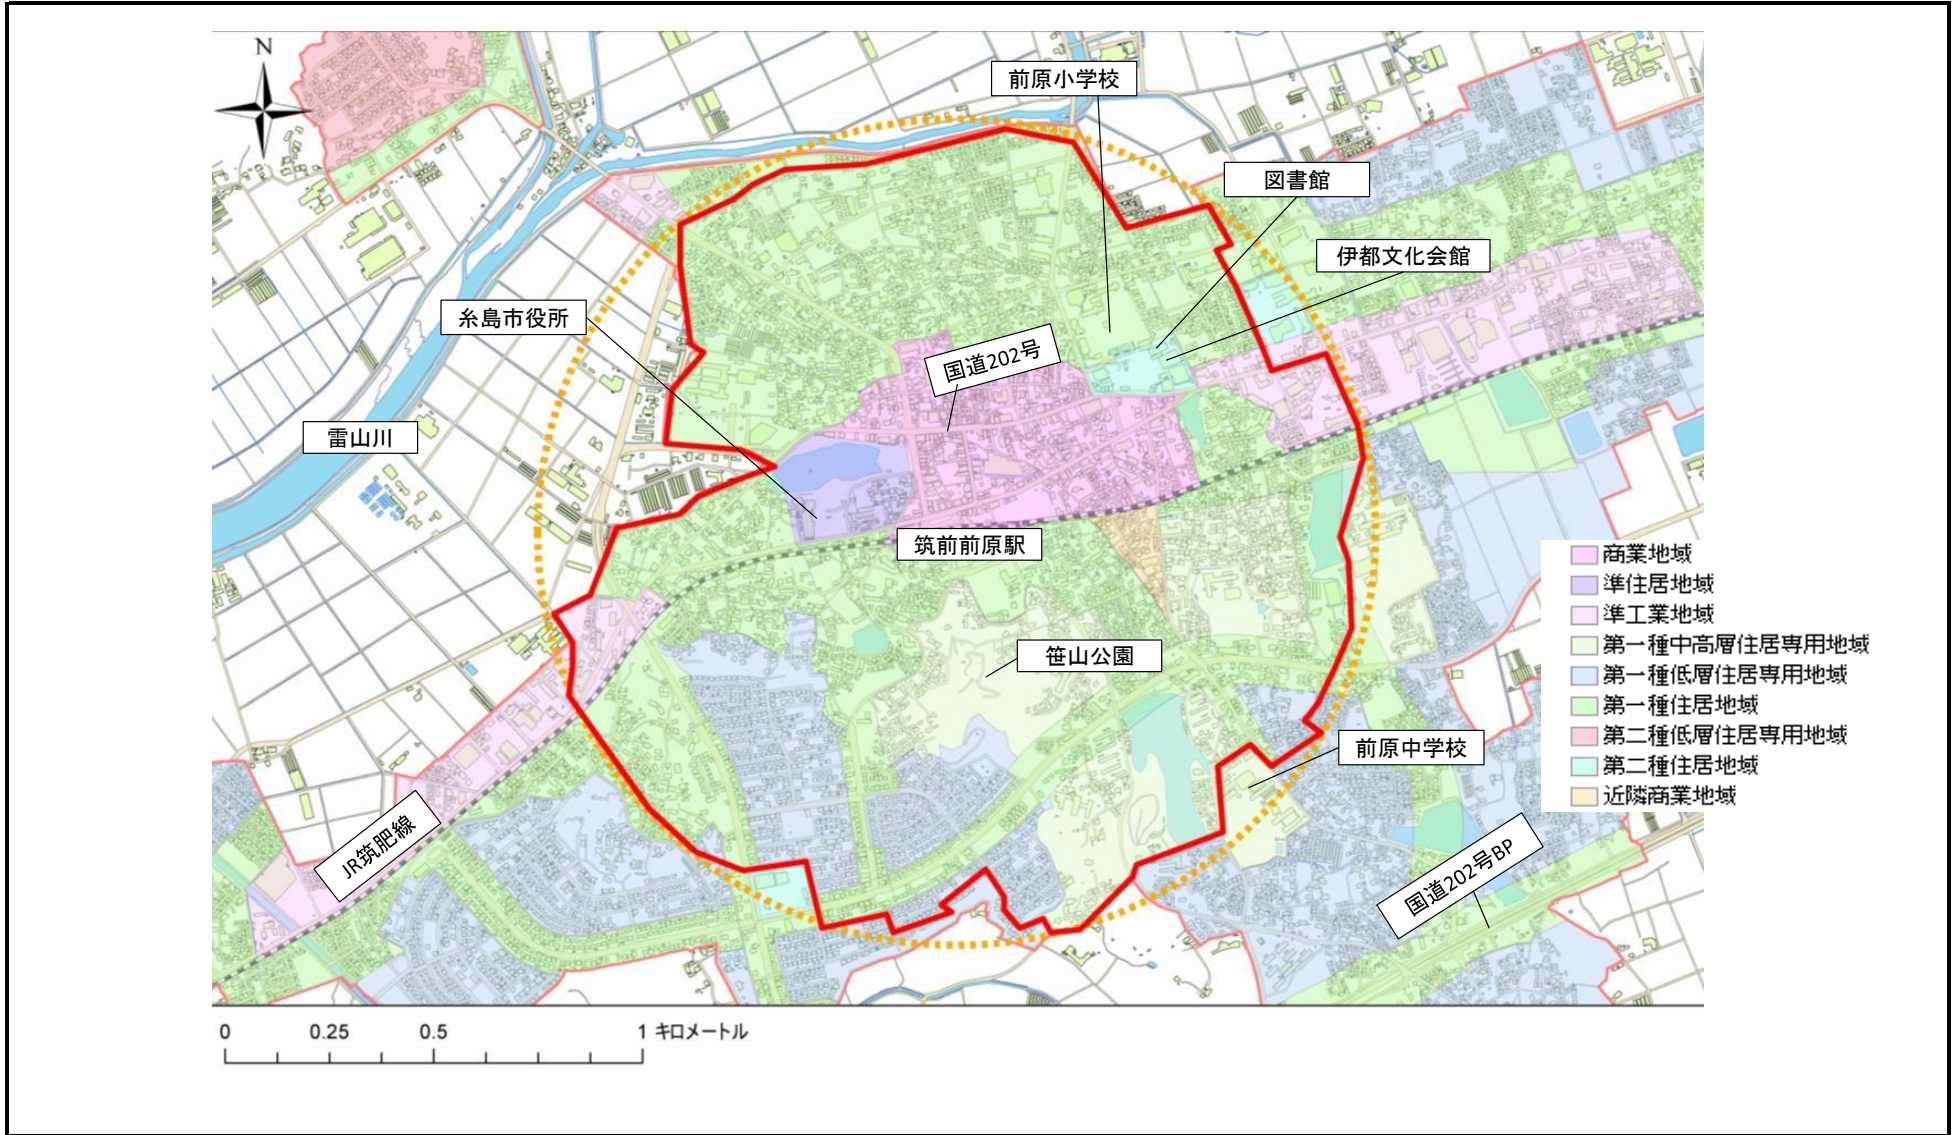 N
前原小学校
図書館
伊都文化会館
糸島市役所
国道202号
雷山川
筑前前原駅
商業地域
準住居地域
準工業地域
第一種中高層住居専用地域
第一種低層住居専用地域
第一種住居地域
第二種低層住居専用地域
第二種住居地域
近隣商業地域
笹山公園
前原中学校
JR筑肥線
国道202号BP
0 0.25 0.5 1 キロメートル